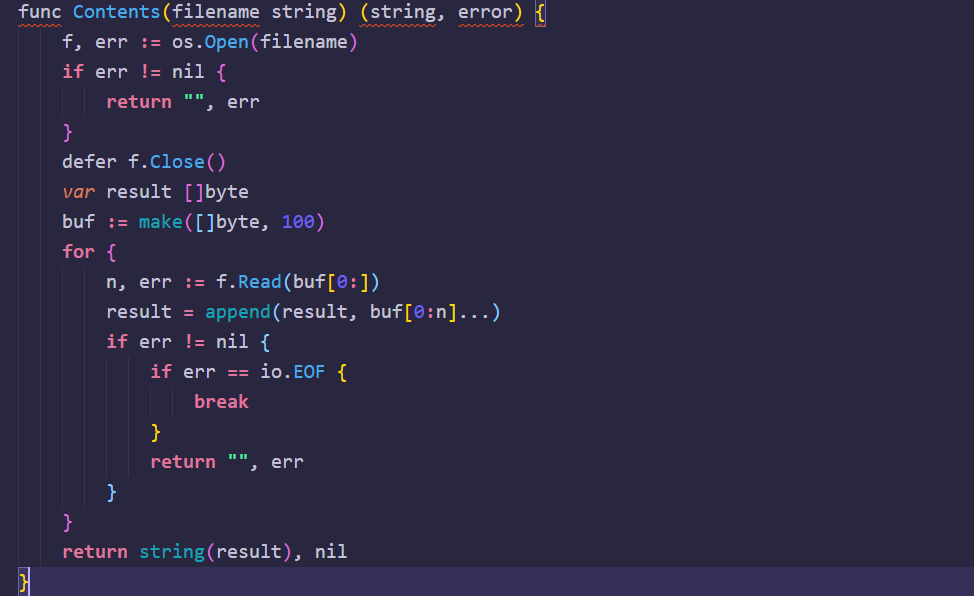 func Contents(filename string) (string, error) {
    f, err := os.Open(filename)
    if err != nil {
        return "", err
    }
    defer f.Close()
    var result []byte
    buf := make([]byte, 100)
    for {
        n, err := f.Read(buf[0:])
        result = append(result, buf[0:n]...)
        if err != nil {
            if err == io.EOF {
                break
            }
            return "", err
        }
    }
    return string(result), nil
}